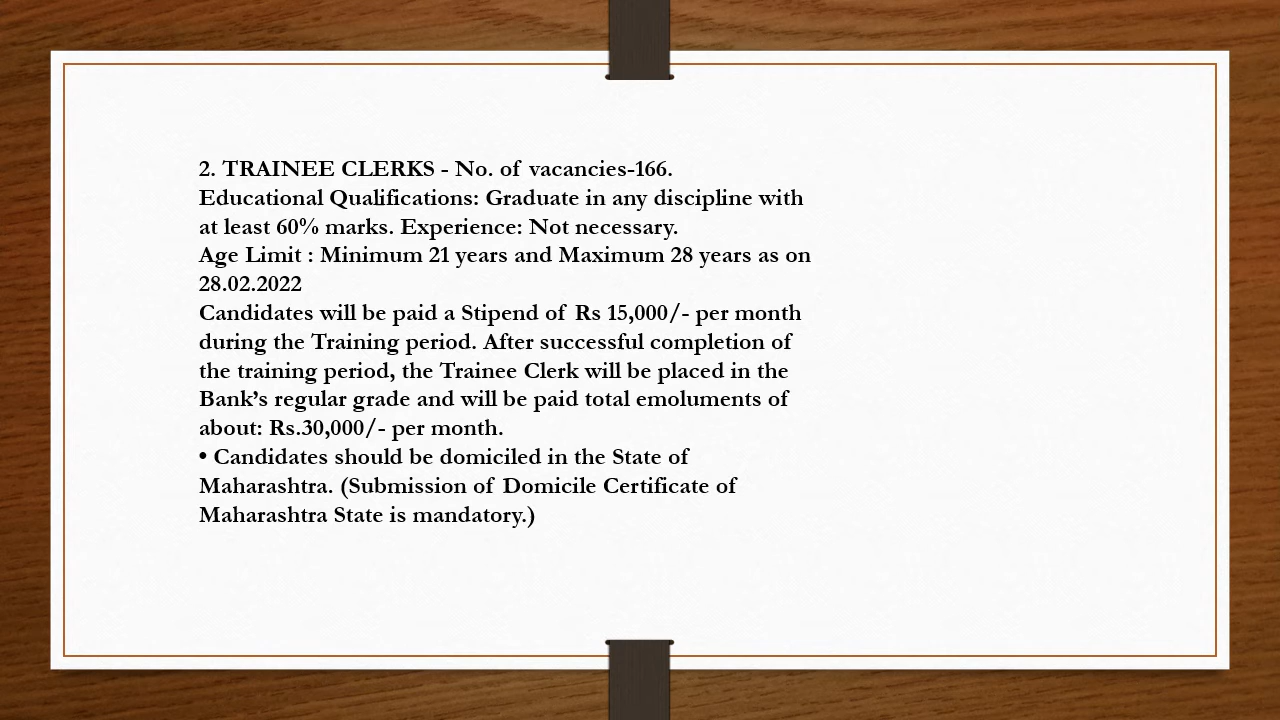 2. TRAINEE CLERKS - No. of vacancies-166.
Educational Qualifications: Graduate in any discipline with
at least 60% marks. Experience: Not necessary.
Age Limit : Minimum 21 years and Maximum 28 years as on
28.02.2022
Candidates will be paid a Stipend of Rs 15,000/- per month
during the Training period. After successful completion of
the training period, the Trainee Clerk will be placed in the
Bank’s regular grade and will be paid total emoluments of
about: Rs.30,000/- per month.
• Candidates should be domiciled in the State of
Maharashtra. (Submission of Domicile Certificate of
Maharashtra State is mandatory.)